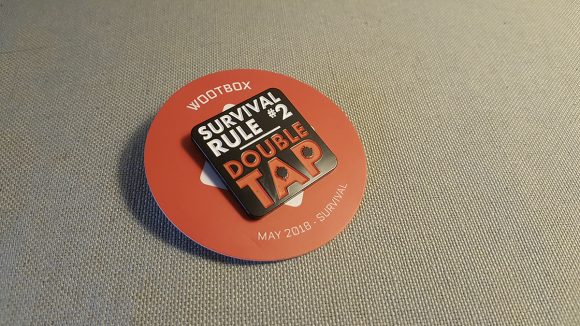 WOOTBOX
SURVIVAL
RULE #2
DOUBLE
TAP
MAY 2018 - SURVIVAL